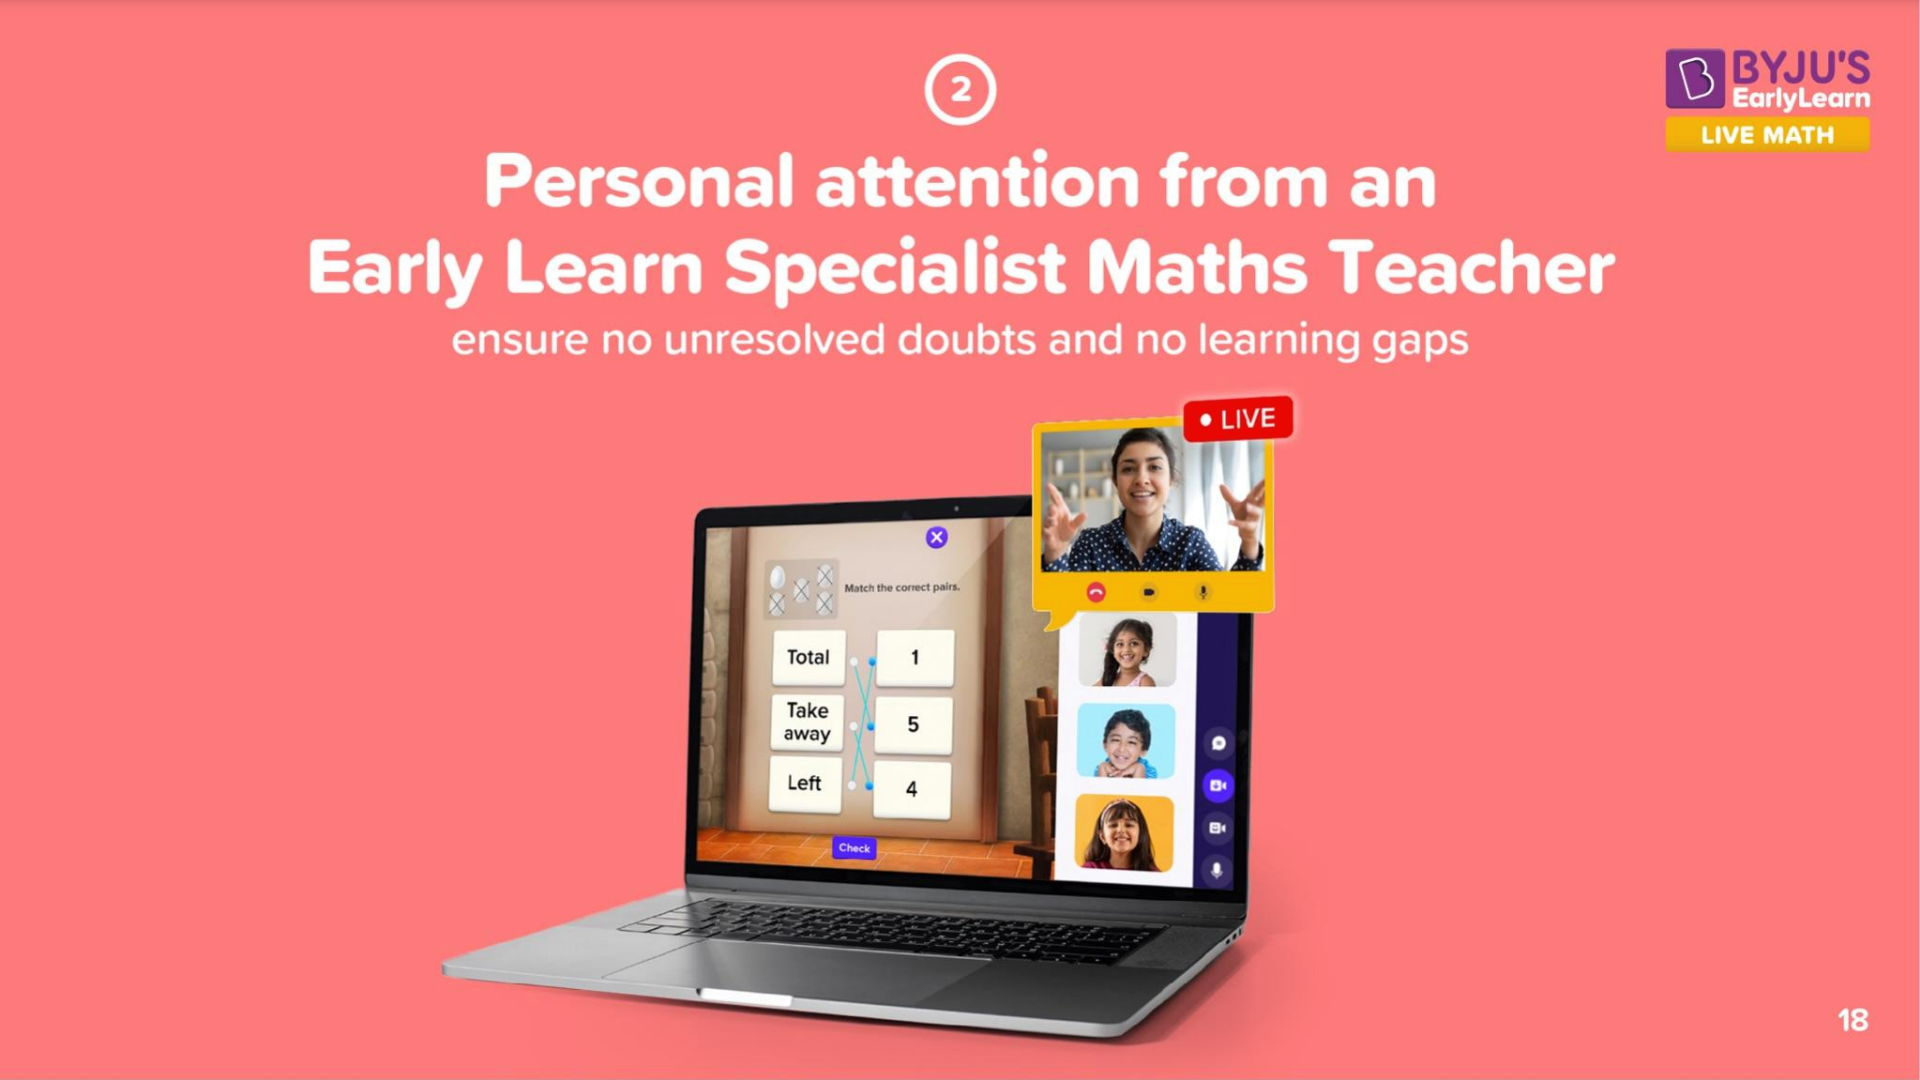 2
BYJU'S
EarlyLearn
LIVE MATH
Personal attention from an
Early Learn Specialist Maths Teacher
ensure no unresolved doubts and no learning gaps
LIVE
Match the correct pairs.
Total
1
Take
away
5
Left
4
Check
18